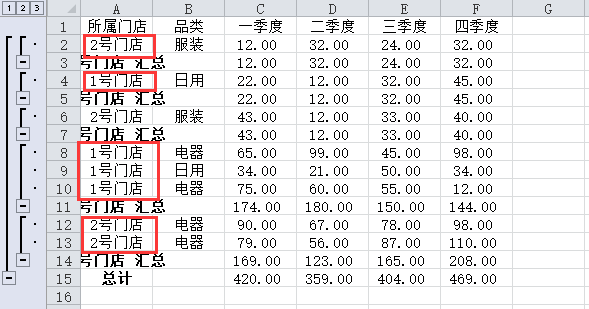 1 2 3 A B C D E F G
1 所属门店 品类 一季度 二季度 三季度 四季度
2 2号门店 服装 12.00 32.00 24.00 32.00
3 号门店 汇总 12.00 32.00 24.00 32.00
4 1号门店 日用 22.00 12.00 32.00 45.00
5 号门店 汇总 22.00 12.00 32.00 45.00
6 2号门店 服装 43.00 12.00 33.00 40.00
7 号门店 汇总 43.00 12.00 33.00 40.00
8 1号门店 电器 65.00 99.00 45.00 98.00
9 1号门店 日用 34.00 21.00 50.00 34.00
10 1号门店 电器 75.00 60.00 55.00 12.00
11 号门店 汇总 174.00 180.00 150.00 144.00
12 2号门店 电器 90.00 67.00 78.00 98.00
13 2号门店 电器 79.00 56.00 87.00 110.00
14 号门店 汇总 169.00 123.00 165.00 208.00
15 总计 420.00 359.00 404.00 469.00
16